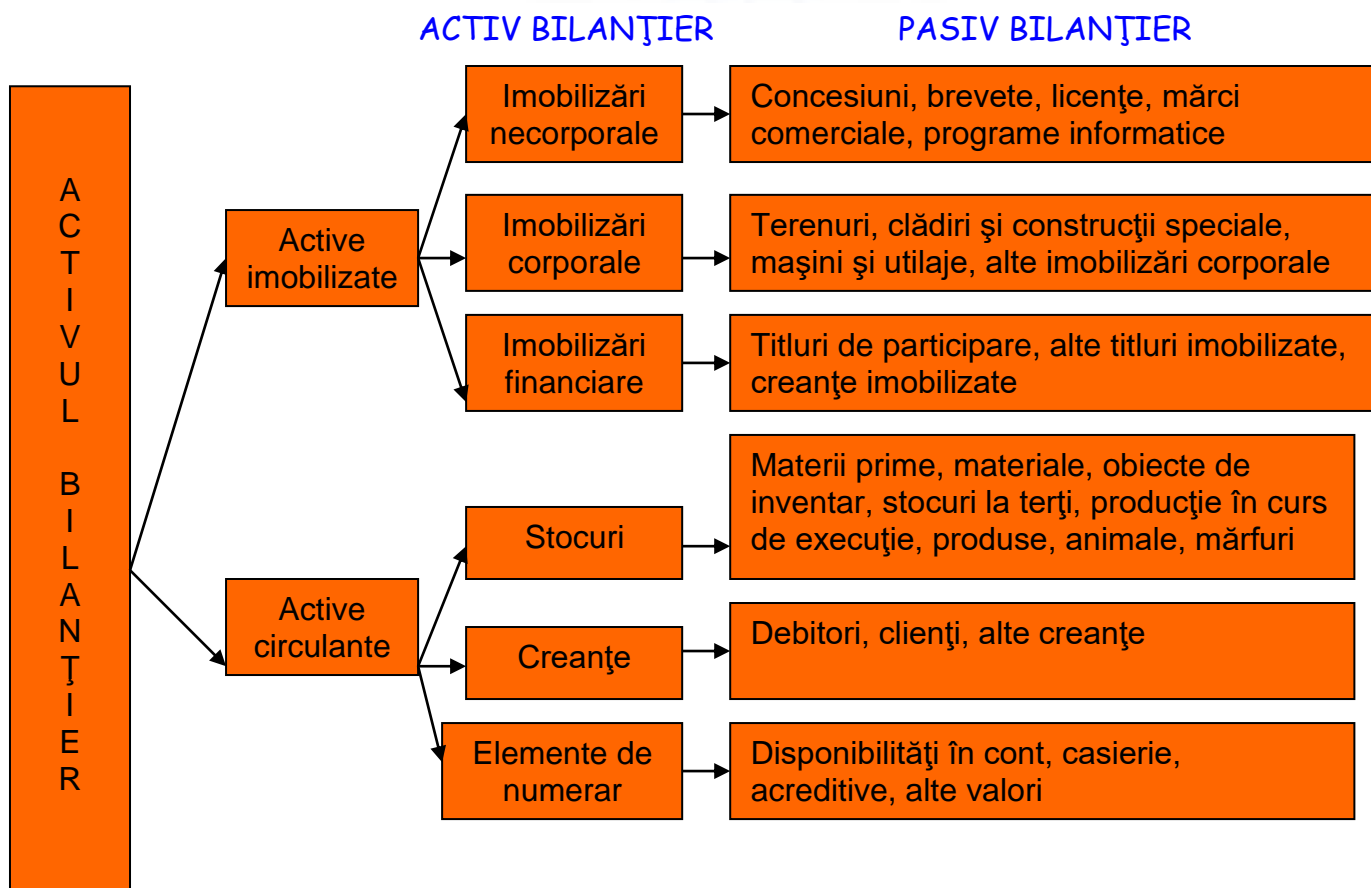 ACTIV BILANŢIER
PASIV BILANŢIER
ACTIVUL BILANŢIER
Active
imobilizate
Imobilizări
necorporale
Concesiuni, brevete, licenţe, mărci
comerciale, programe informatice
Imobilizări
corporale
Terenuri, clădiri şi construcţii speciale,
maşini şi utilaje, alte imobilizări corporale
Imobilizări
financiare
Titluri de participare, alte titluri imobilizate,
creanţe imobilizate
Active
circulante
Stocuri
Materii prime, materiale, obiecte de
inventar, stocuri la terţi, producţie în curs
de execuţie, produse, animale, mărfuri
Creanţe
Debitori, clienţi, alte creanţe
Elemente de
numerar
Disponibilităţi în cont, casierie,
acreditive, alte valori